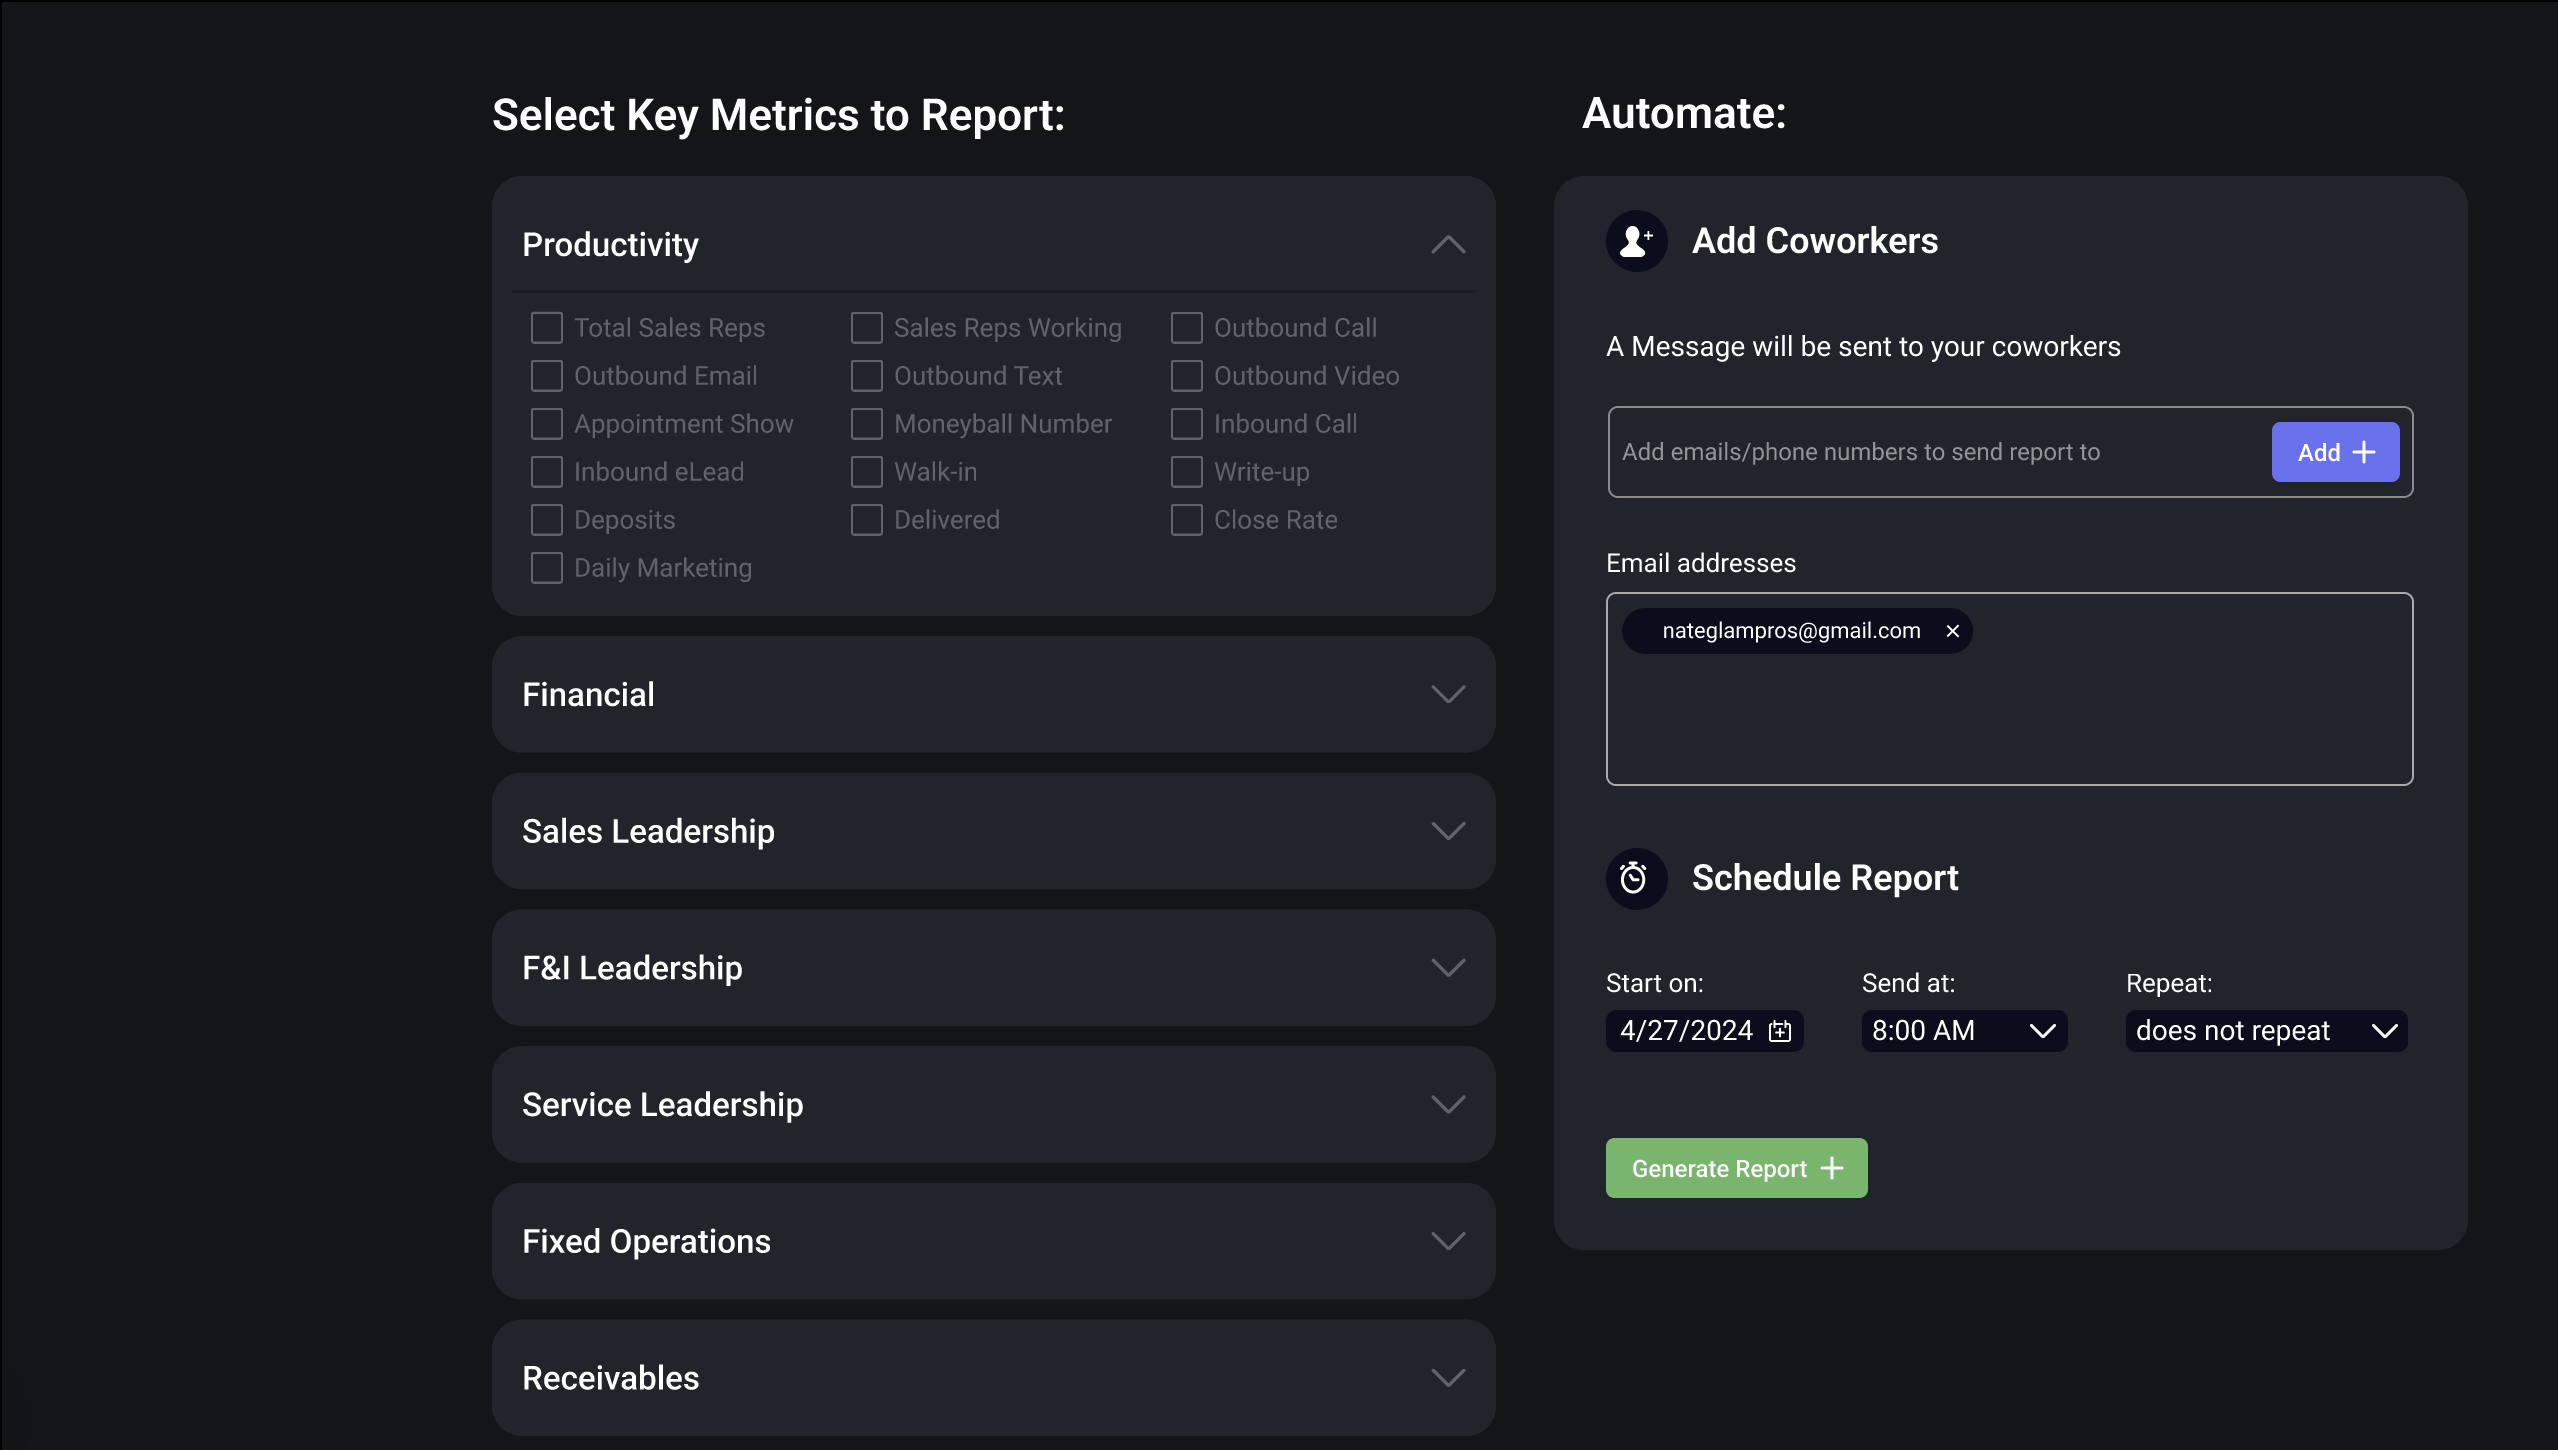 Select Key Metrics to Report:
Productivity
Total Sales Reps
Sales Reps Working
Outbound Call
Outbound Email
Outbound Text
Outbound Video
Appointment Show
Moneyball Number
Inbound Call
Inbound eLead
Walk-in
Write-up
Deposits
Delivered
Close Rate
Daily Marketing
Financial
Sales Leadership
F&I Leadership
Service Leadership
Fixed Operations
Receivables
Automate:
Add Coworkers
A Message will be sent to your coworkers
Add emails/phone numbers to send report to
Add
Email addresses
nateglampros@gmail.com
Schedule Report
Start on:
Send at:
Repeat:
4/27/2024
8:00 AM
does not repeat
Generate Report